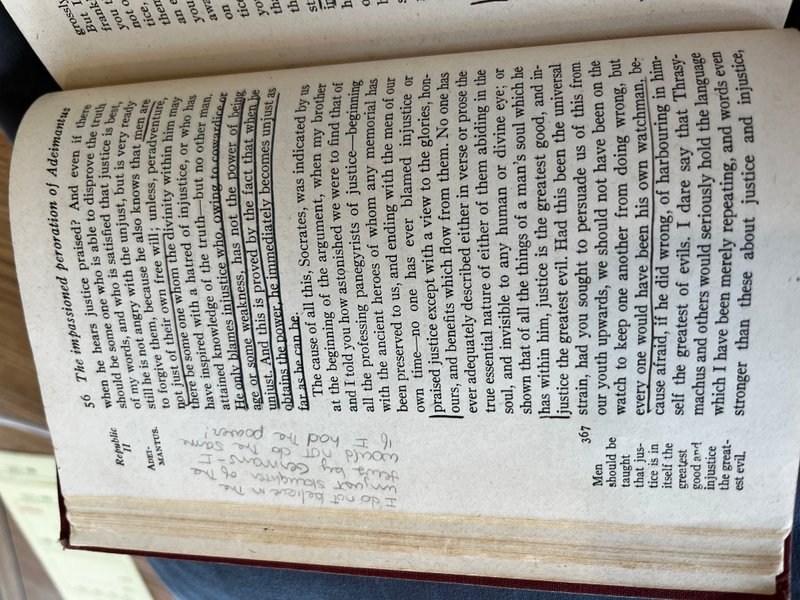 56 The impassioned peroration of Adeimantus
Republic
II
ADEI-
MANTUS.
when he hears justice praised? And even if there
should be some one who is able to disprove the truth
of my words, and who is satisfied that justice is best,
still he is not angry with the unjust, but is very ready
to forgive them, because he also knows that men are
not just of their own free will; unless, peradventure,
there be some one whom the divinity within him may
have inspired with a hatred of injustice, or who has
attained knowledge of the truth—but no other man.
He only blames injustice who, owing to cowardice or
age or some weakness, has not the power of being
unjust. And this is proved by the fact that when he
obtains the power, he immediately becomes unjust as
far as he can be.
I do not believe in the
unjust slaughter of the
Jews by Germans - I
would not do the same
if I had the power!
The cause of all this, Socrates, was indicated by us
at the beginning of the argument, when my brother
and I told you how astonished we were to find that of
all the professing panegyrists of justice—beginning
with the ancient heroes of whom any memorial has
been preserved to us, and ending with the men of our
own time—no one has ever blamed injustice or
praised justice except with a view to the glories, hon-
ours, and benefits which flow from them. No one has
ever adequately described either in verse or prose the
true essential nature of either of them abiding in the
soul, and invisible to any human or divine eye; or
shown that of all the things of a man's soul which he
has within him, justice is the greatest good, and in-
justice the greatest evil. Had this been the universal
strain, had you sought to persuade us of this from
367
our youth upwards, we should not have been on the
watch to keep one another from doing wrong, but
every one would have been his own watchman, be-
cause afraid, if he did wrong, of harbouring in him-
self the greatest of evils. I dare say that Thrasy-
machus and others would seriously hold the language
which I have been merely repeating, and words even
stronger than these about justice and injustice,
Men
should be
taught
that jus-
tice is in
itself the
greatest
good and
injustice
the great-
est evil.